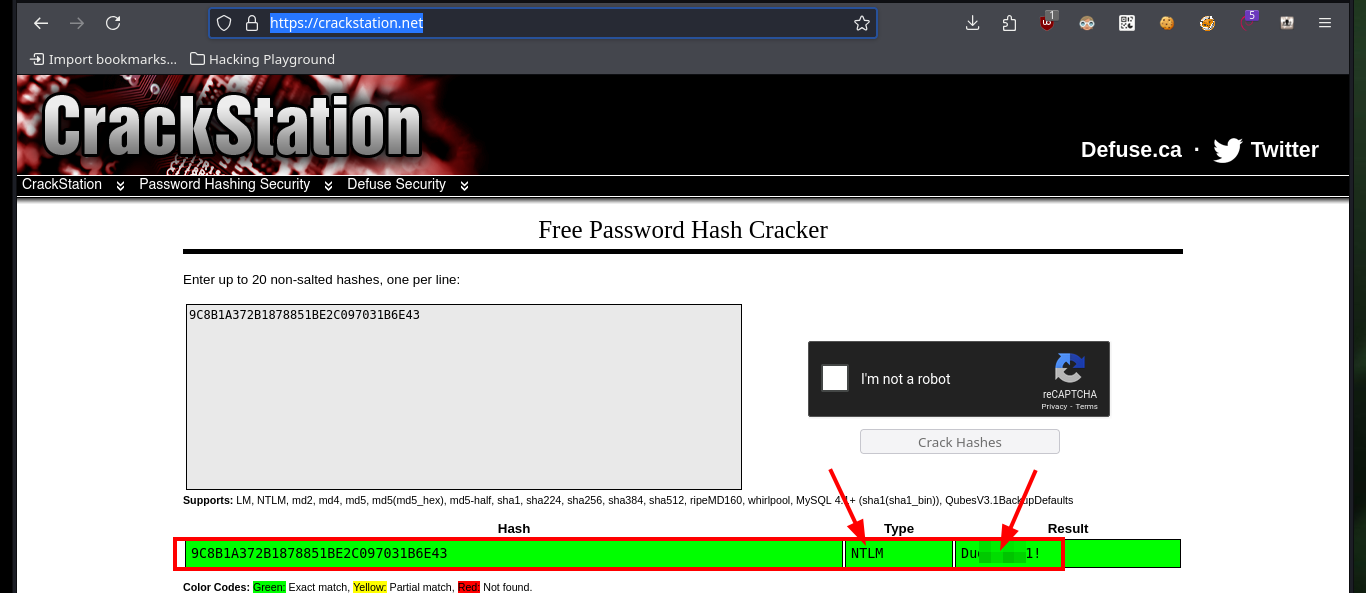 https://crackstation.net
1
5
Import bookmarks...
Hacking Playground
CrackStation
Defuse.ca · Twitter
CrackStation Password Hashing Security Defuse Security
Free Password Hash Cracker
Enter up to 20 non-salted hashes, one per line:
9C8B1A372B1878851BE2C097031B6E43
I'm not a robot
reCAPTCHA
Privacy - Terms
Crack Hashes
Supports: LM, NTLM, md2, md4, md5, md5(md5_hex), md5-half, sha1, sha224, sha256, sha384, sha512, ripeMD160, whirlpool, MySQL 4.1+ (sha1(sha1_bin)), QubesV3.1BackupDefaults
Hash Type Result
9C8B1A372B1878851BE2C097031B6E43 NTLM
Color Codes: Green: Exact match, Yellow: Partial match, Red: Not found.